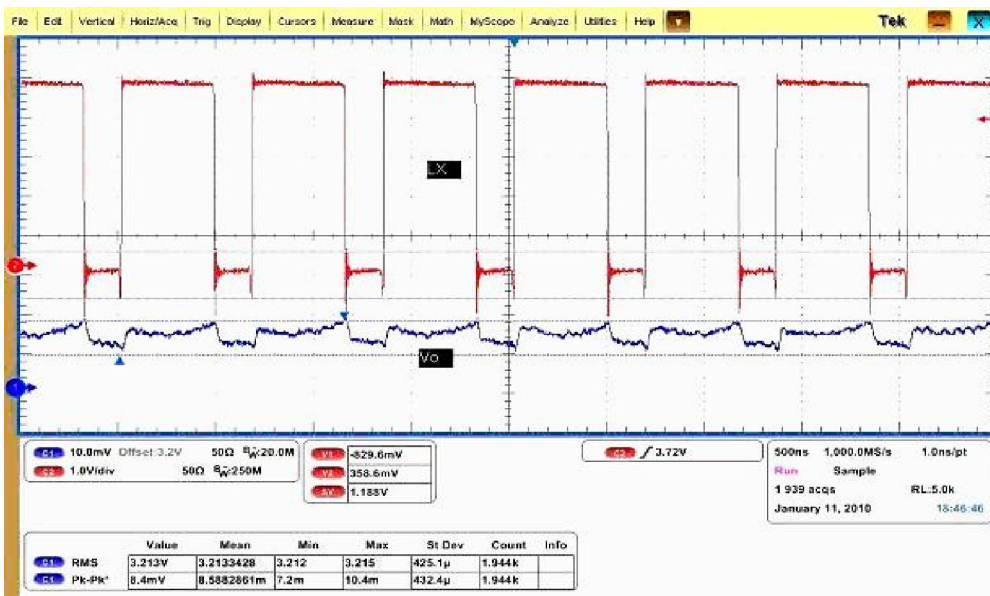 File Edit Vertical Horiz/Acq Trig Display Cursors Measure Mask Math MyScope Analyze Utilities Help Tek X
LX
2
Vo
1
C1 10.0mV Offset:3.2V 50Ω BW:20.0M
C2 1.0V/div 50Ω BW:250M
V1 -829.6mV
V2 358.6mV
ΔV 1.188V
C2 / 3.72V
500ns 1,000.0MS/s 1.0ns/pt
Run Sample
1 939 acqs RL:5.0k
January 11, 2010 18:46:46
Value Mean Min Max St Dev Count Info
C1 RMS 3.213V 3.2133428 3.212 3.215 425.1µ 1.944k
C1 Pk-Pk* 8.4mV 8.5882861m 7.2m 10.4m 432.4µ 1.944k